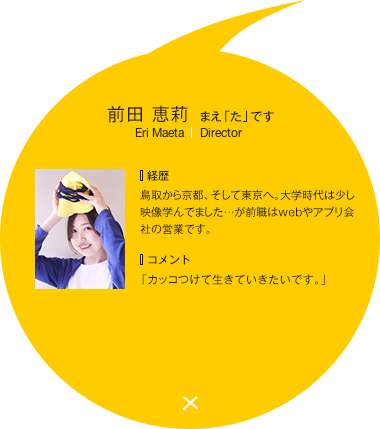 前田 恵莉 まえ「た」です
Eri Maeta | Director
経歴
鳥取から京都、そして東京へ。大学時代は少し
映像学んでました…が前職はwebやアプリ会
社の営業です。
コメント
「カッコつけて生きていきたいです。」